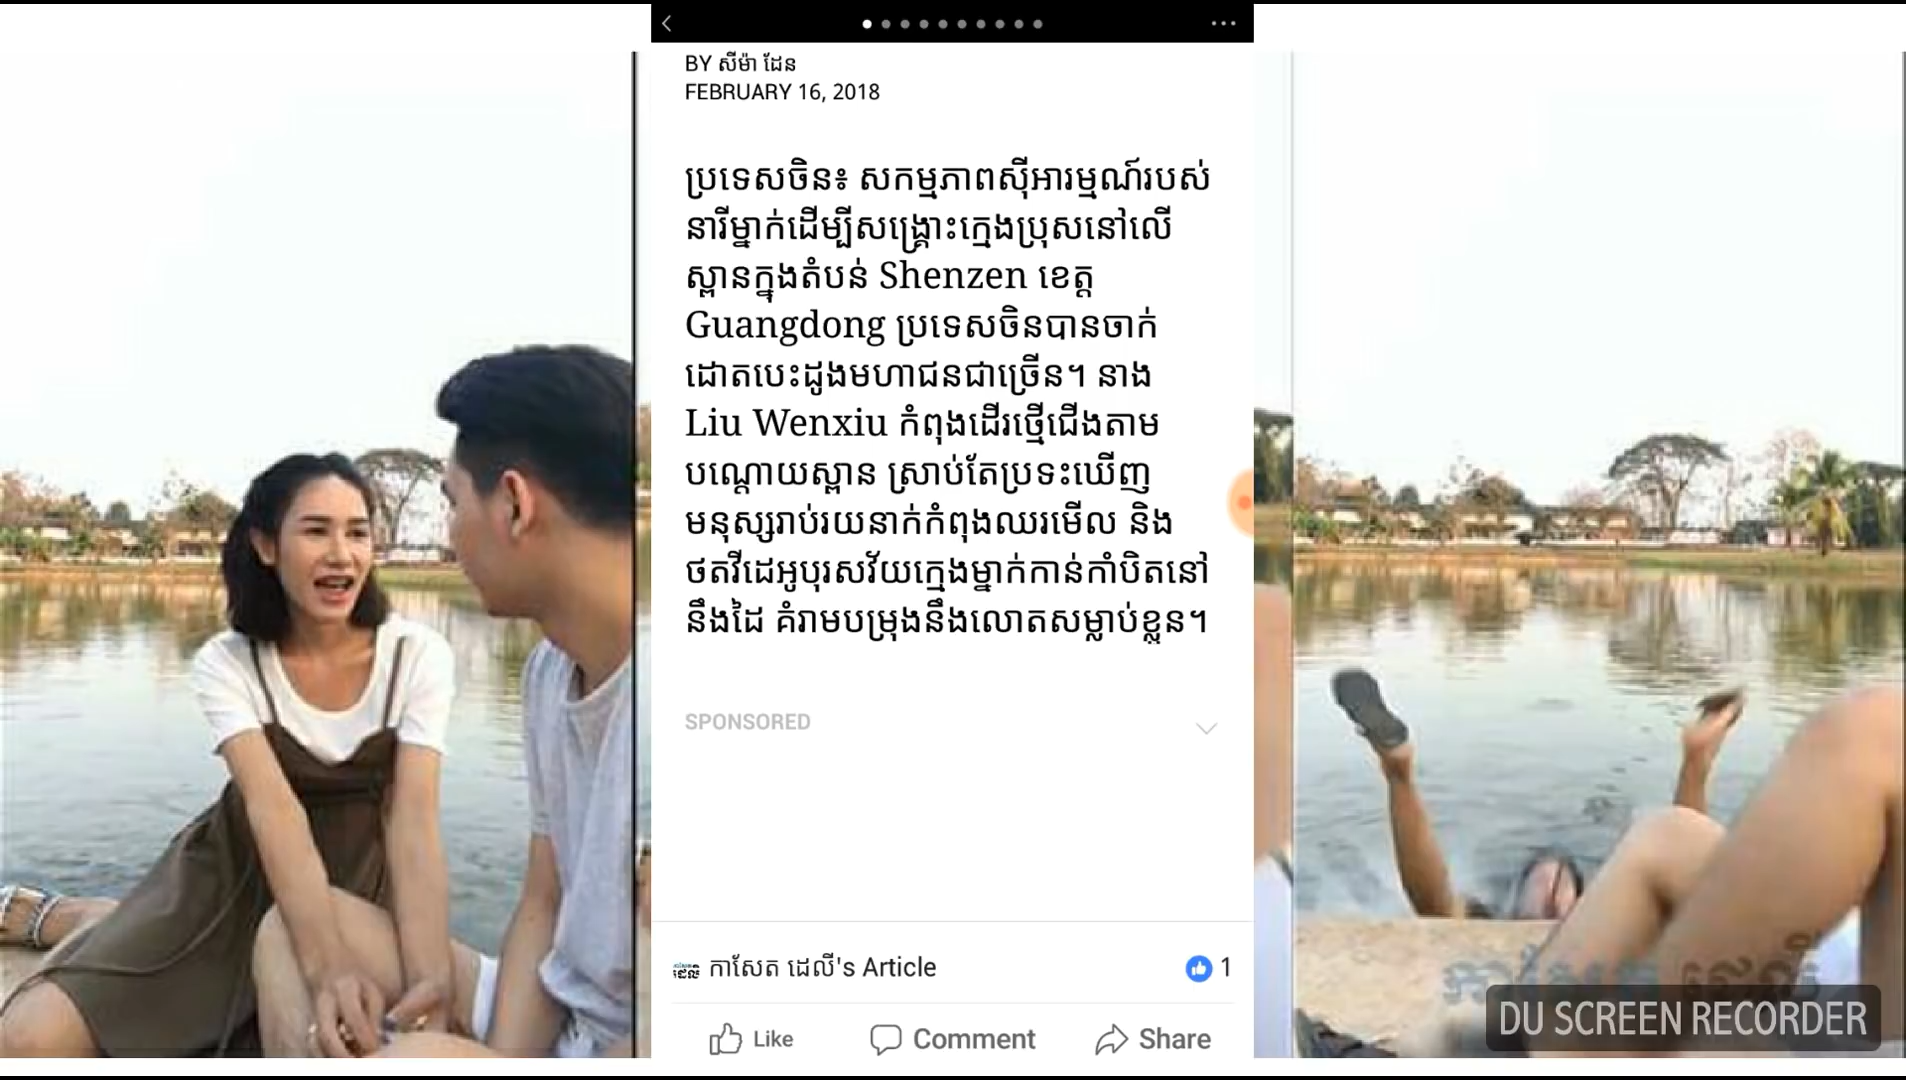 BY ស៊ីម៉ា ដែន
FEBRUARY 16, 2018
ប្រទេសចិន៖ សកម្មភាពស៊ីអារម្មណ៍របស់
នារីម្នាក់ដើម្បីសង្គ្រោះក្មេងប្រុសនៅលើ
ស្ពានក្នុងតំបន់ Shenzen ខេត្ត
Guangdong ប្រទេសចិនបានចាក់
ដោតបេះដូងមហាជនជាច្រើន។ នាង
Liu Wenxiu កំពុងដើរថ្មើជើងតាម
បណ្តោយស្ពាន ស្រាប់តែប្រទះឃើញ
មនុស្សរាប់រយនាក់កំពុងឈរមើល និង
ថតវីដេអូបុរសវ័យក្មេងម្នាក់កាន់កាំបិតនៅ
នឹងដៃ គំរាមបម្រុងនឹងលោតសម្លាប់ខ្លួន។
SPONSORED
កាសែត ដេលី's Article
1
Like
Comment
Share
កាសែត ដេលី
DU SCREEN RECORDER